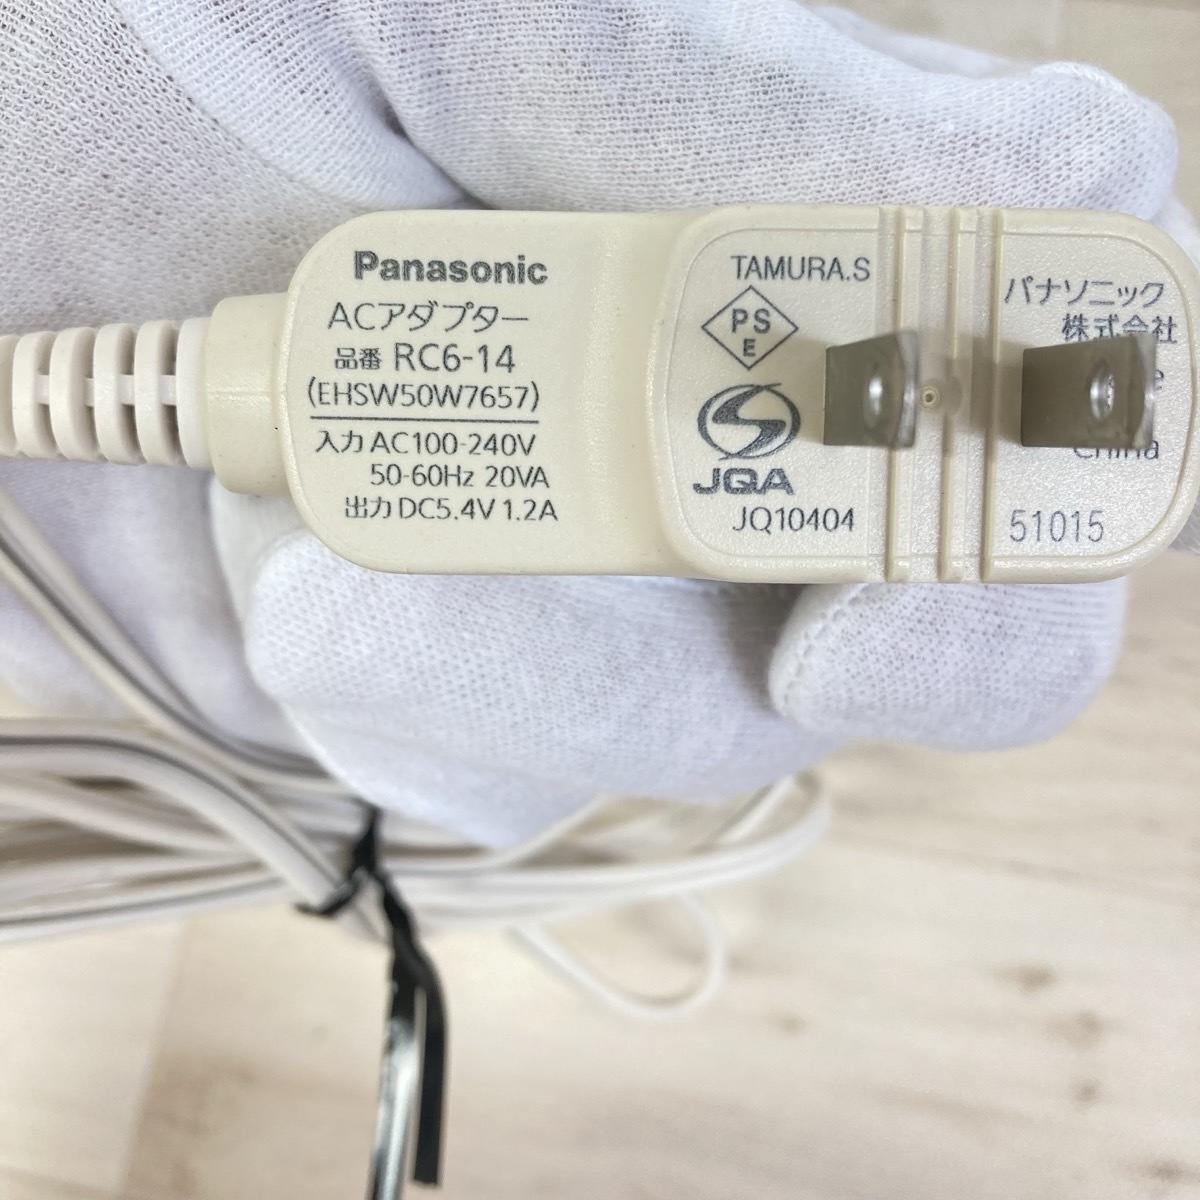 Panasonic
ACアダプター
品番 RC6-14
(EHSW50W7657)
入力 AC100-240V
50-60Hz 20VA
出力 DC5.4V 1.2A
TAMURA.S
PS
E
JQA
JQ10404
パナソニック
株式会社
China
51015